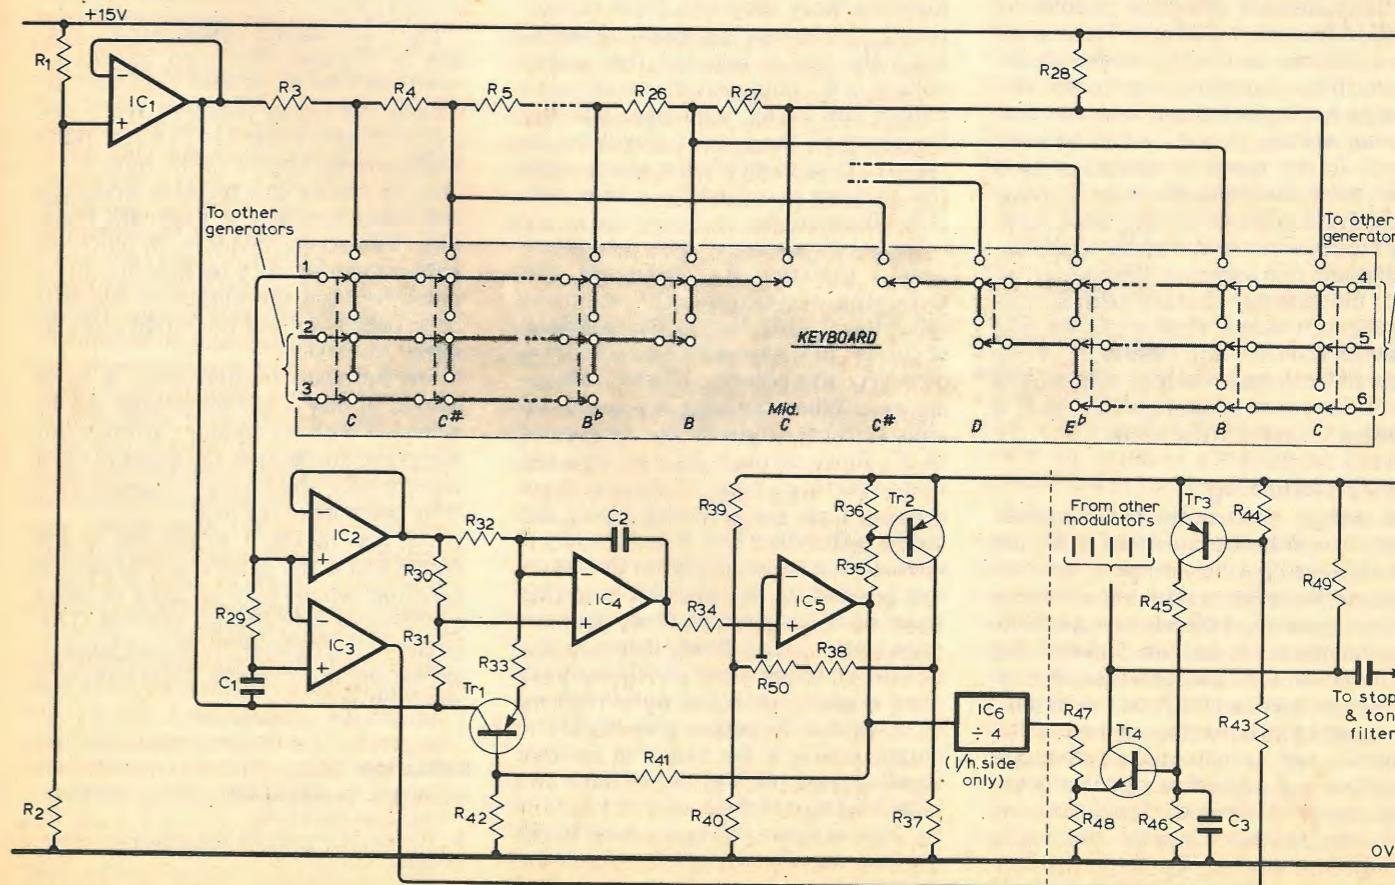 +15V
R1
IC1
−
+
R3
R4
R5
R26
R27
R28
To other
generators
To other
generator
1
2
3
4
5
6
KEYBOARD
Mid.
C
C#
Bb
B
C
C#
D
Eb
B
C
IC2
R32
C2
R30
R29
−
IC3
+
R31
C1
R33
Tr1
−
IC4
+
R34
R39
−
IC5
+
R36
R35
Tr2
R50
R38
R41
R42
R40
R37
IC6
÷ 4
(l/h.side
only)
From other
modulators
Tr3
R44
R45
R49
R47
R43
Tr4
R48
R46
C3
To stop
& ton
filter
R2
0V